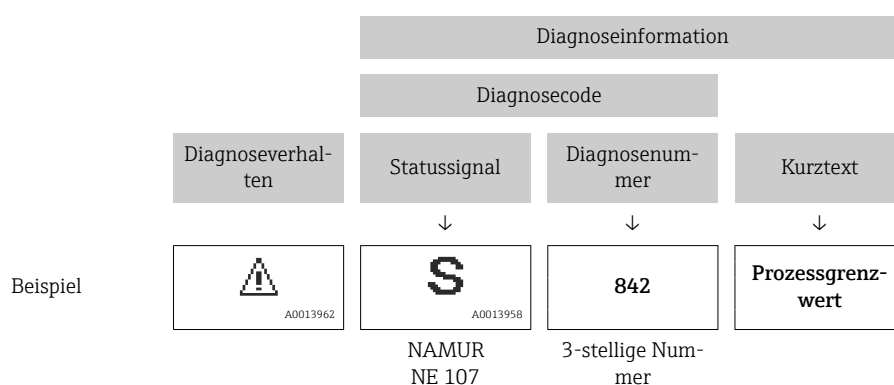 Diagnoseinformation
Diagnosecode
Diagnoseverhal-
ten
Statussignal
Diagnosenum-
mer
Kurztext
↓ ↓ ↓
Beispiel
A0013962
S
A0013958
842
Prozessgrenz-
wert
NAMUR
NE 107
3-stellige Num-
mer